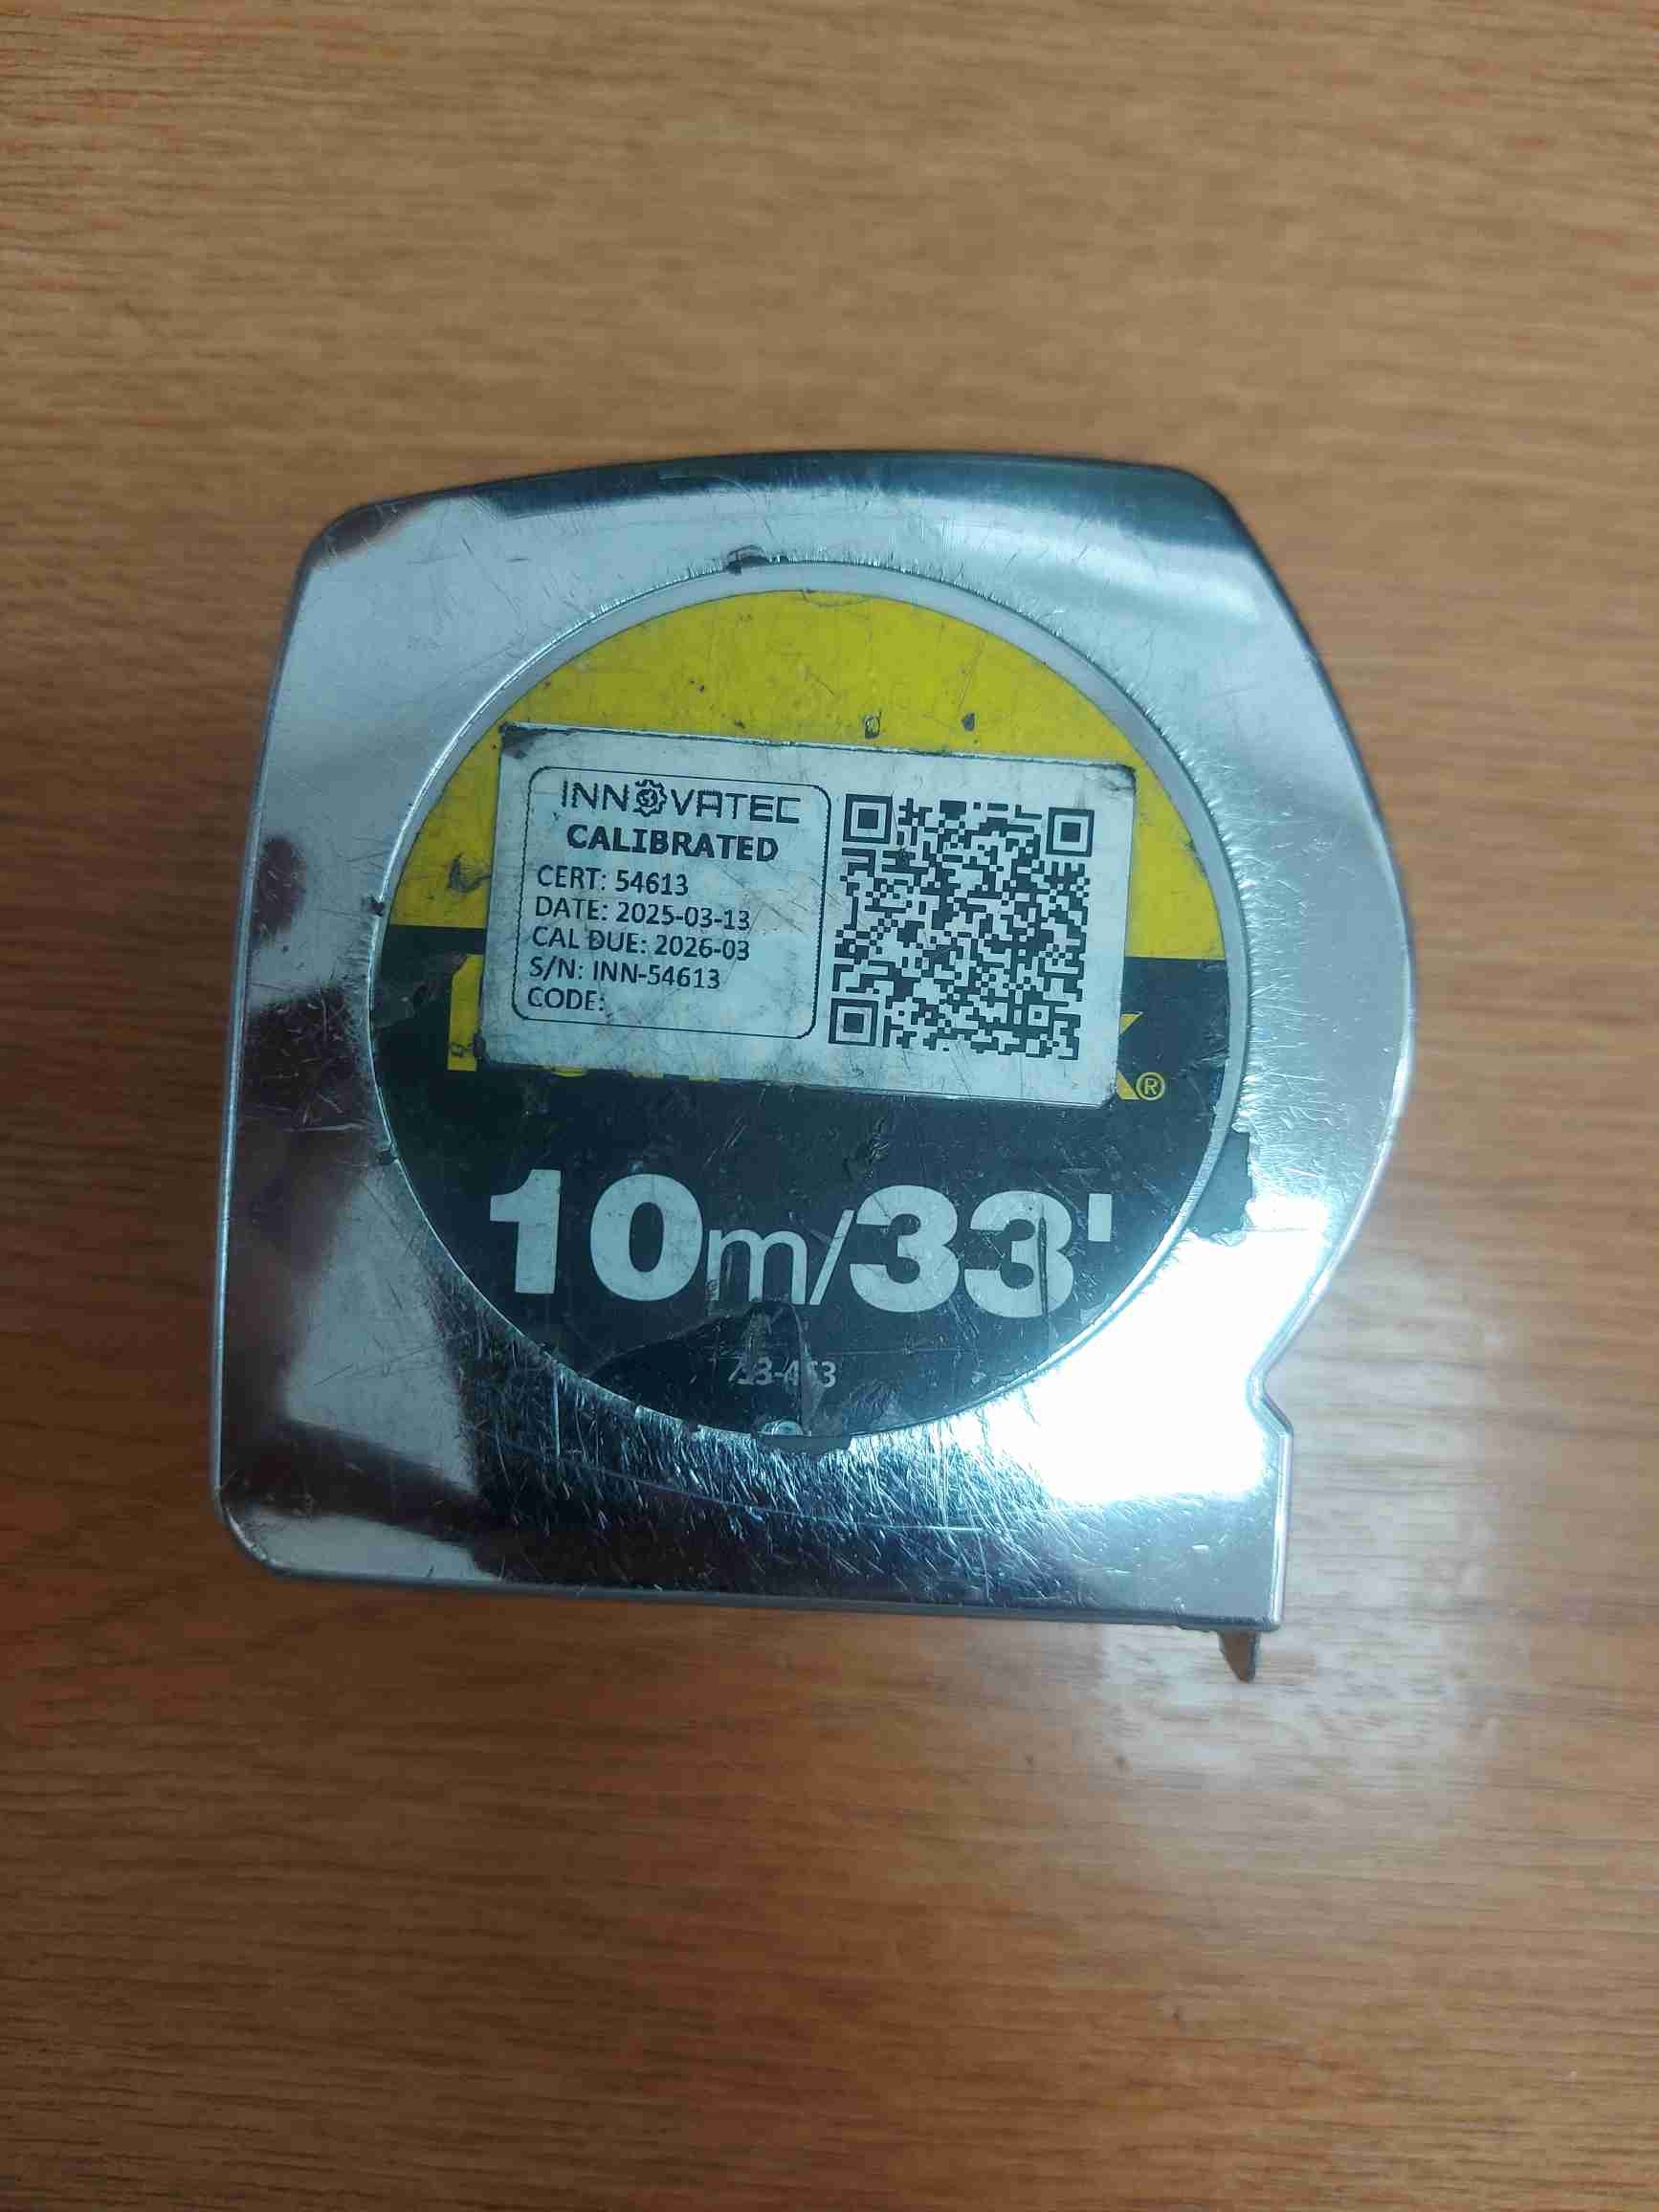 INNOVATEC
CALIBRATED
CERT: 54613
DATE: 2025-03-13
CAL DUE: 2026-03
S/N: INN-54613
CODE:
®
10m/33'